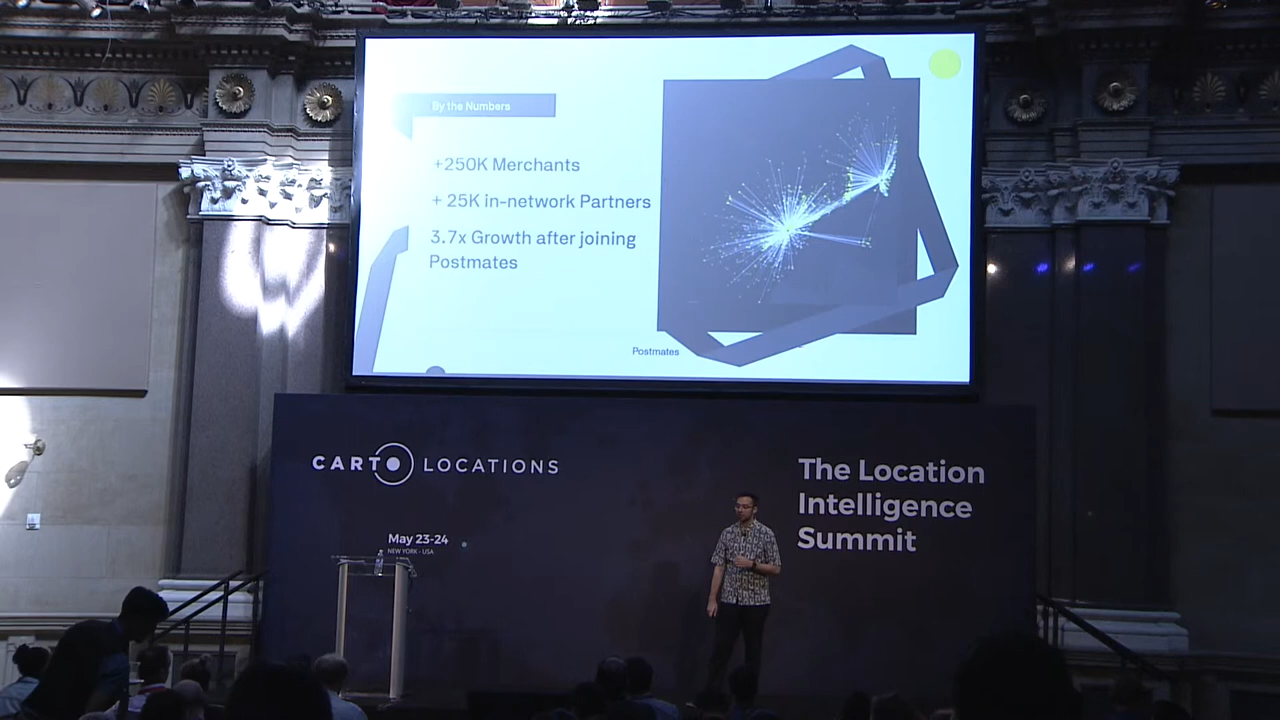 By the Numbers
+250K Merchants
+ 25K in-network Partners
3.7x Growth after joining
Postmates
Postmates
CARTO LOCATIONS
The Location
Intelligence
Summit
May 23-24
NEW YORK - USA